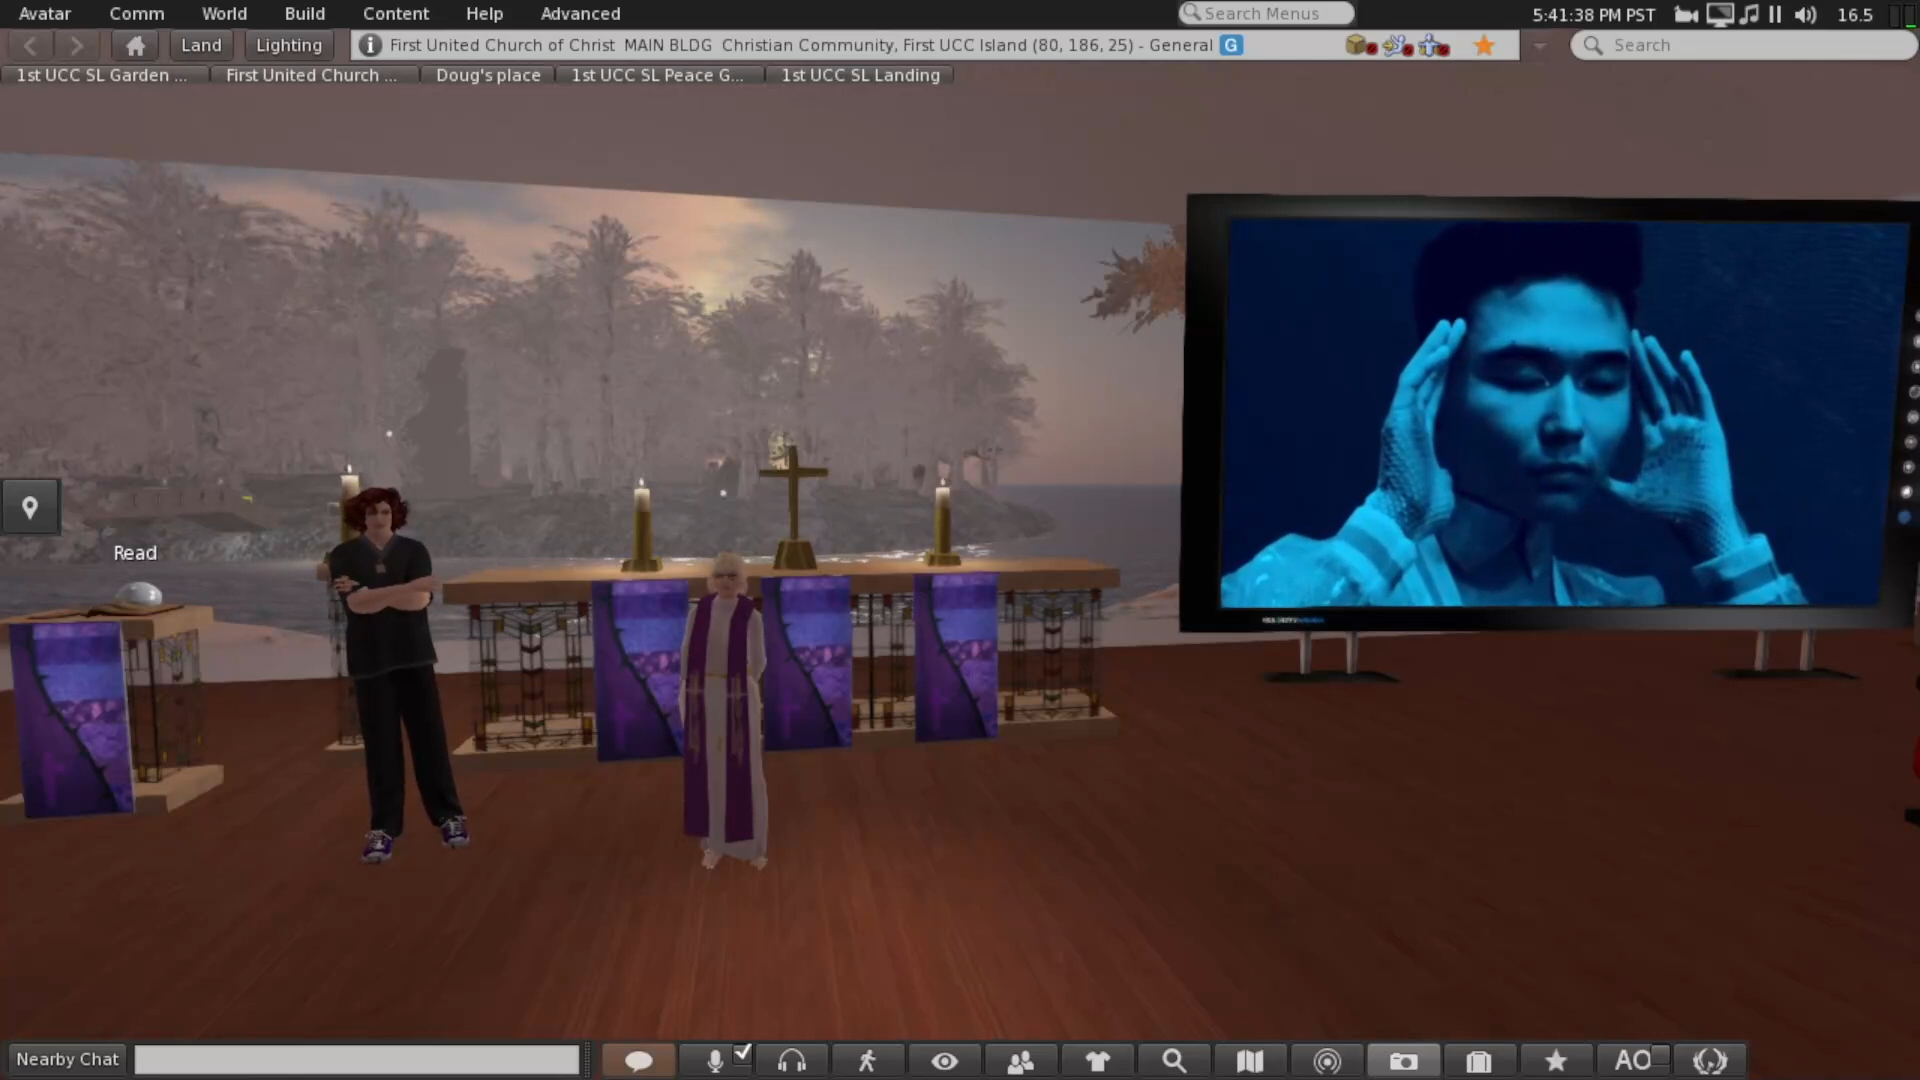 Avatar Comm World Build Content Help Advanced Search Menus 5:41:38 PM PST 16.5
Land Lighting First United Church of Christ MAIN BLDG Christian Community, First UCC Island (80, 186, 25) - General G Search
1st UCC SL Garden ... First United Church ... Doug's place 1st UCC SL Peace G... 1st UCC SL Landing
Read
Nearby Chat AO